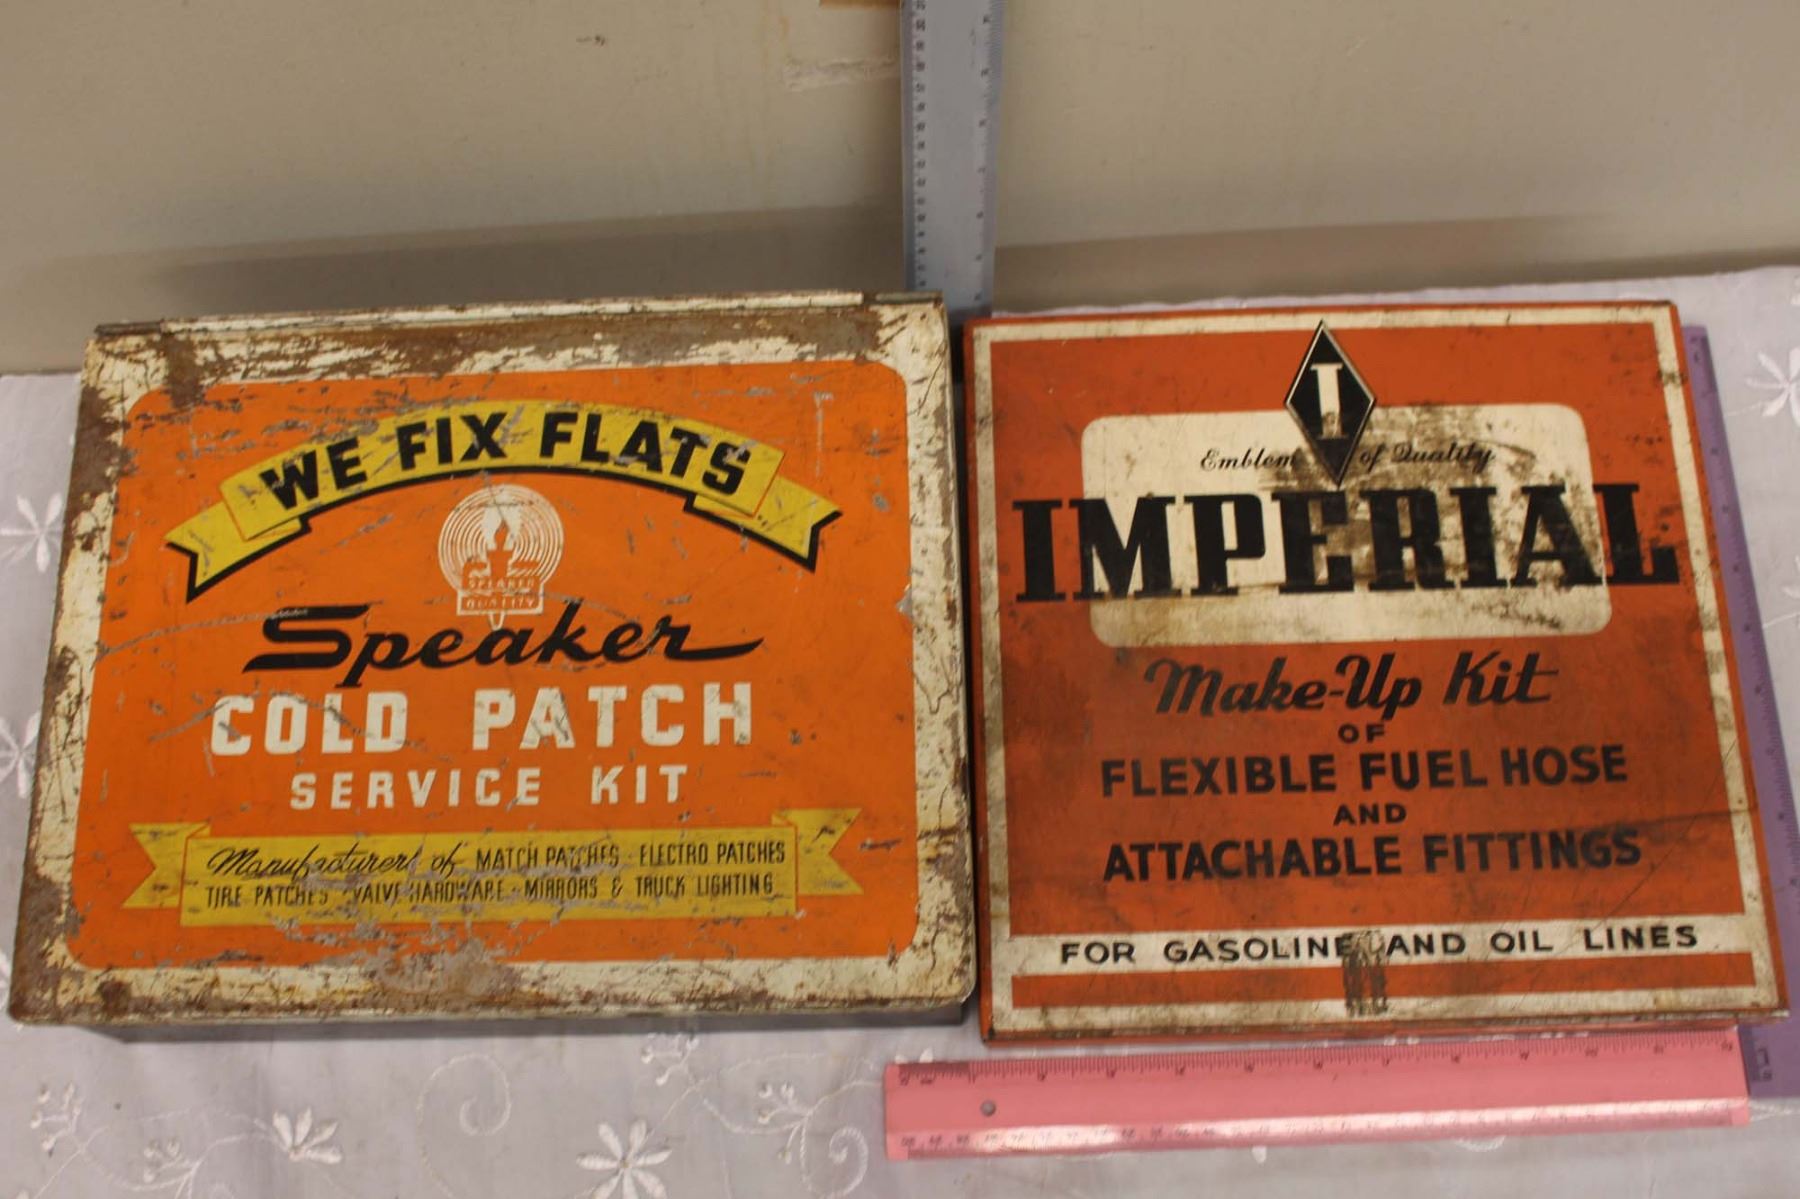 WE FIX FLATS
SPEAKER
QUALITY
Speaker
COLD PATCH
SERVICE KIT
Manufacturers of MATCH PATCHES · ELECTRO PATCHES
TIRE PATCHES · VALVE HARDWARE · MIRRORS & TRUCK LIGHTING
I
Emblem of Quality
IMPERIAL
Make-Up Kit
OF
FLEXIBLE FUEL HOSE
AND
ATTACHABLE FITTINGS
FOR GASOLINE AND OIL LINES